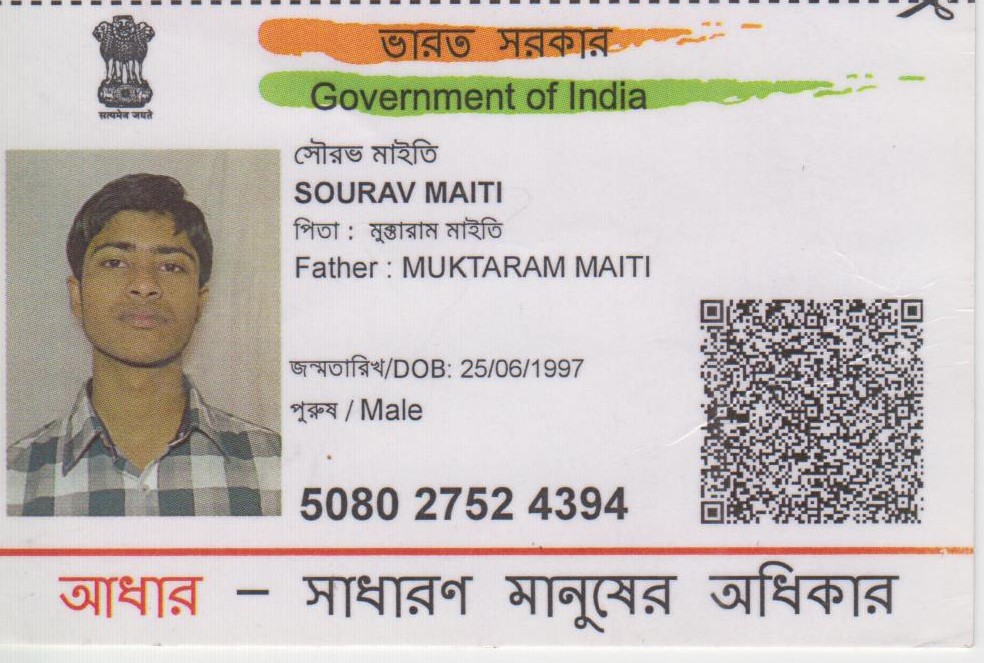 ভারত সরকার
Government of India
सत्यमेव जयते
সৌরভ মাইতি
SOURAV MAITI
পিতা : মুক্তারাম মাইতি
Father : MUKTARAM MAITI
জন্মতারিখ/DOB: 25/06/1997
পুরুষ / Male
5080 2752 4394
আধার – সাধারণ মানুষের অধিকার